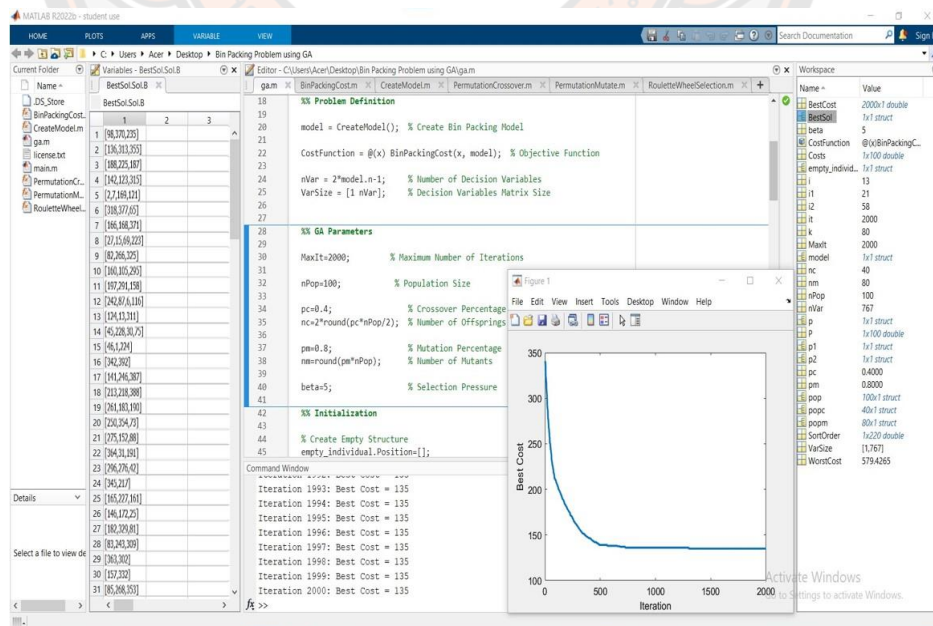 MATLAB R2022b - student use
HOME PLOTS APPS VARIABLE VIEW
Search Documentation Sign
C: Users Acer Desktop Bin Packing Problem using GA
Current Folder
Name
.DS_Store
BinPackingCost...
CreateModel.m
ga.m
license.txt
main.m
PermutationCr...
PermutationM...
RouletteWheel...
Details
Select a file to view de
Variables - BestSol.Sol.B
BestSol.Sol.B
BestSol.Sol.B
1 2 3
1 [98,370,235]
2 [136,313,355]
3 [188,225,187]
4 [142,123,315]
5 [2,7,169,121]
6 [318,377,65]
7 [166,168,371]
8 [27,15,69,223]
9 [82,266,325]
10 [160,105,295]
11 [197,291,158]
12 [242,87,6,116]
13 [124,13,311]
14 [45,228,30,75]
15 [46,1,224]
16 [342,392]
17 [141,246,387]
18 [213,218,388]
19 [261,183,190]
20 [250,354,73]
21 [275,152,88]
22 [364,31,191]
23 [296,276,42]
24 [345,217]
25 [165,227,161]
26 [146,172,25]
27 [182,329,81]
28 [83,243,309]
29 [363,302]
30 [157,332]
31 [85,268,353]
Editor - C:\Users\Acer\Desktop\Bin Packing Problem using GA\ga.m
ga.m BinPackingCost.m CreateModel.m PermutationCrossover.m PermutationMutate.m RouletteWheelSelection.m
18 %% Problem Definition
19
20 model = CreateModel(); % Create Bin Packing Model
21
22 CostFunction = @(x) BinPackingCost(x, model); % Objective Function
23
24 nVar = 2*model.n-1; % Number of Decision Variables
25 VarSize = [1 nVar]; % Decision Variables Matrix Size
26
27
28 %% GA Parameters
29
30 MaxIt=2000; % Maximum Number of Iterations
31
32 nPop=100; % Population Size
33
34 pc=0.4; % Crossover Percentage
35 nc=2*round(pc*nPop/2); % Number of Offsprings
36
37 pm=0.8; % Mutation Percentage
38 nm=round(pm*nPop); % Number of Mutants
39
40 beta=5; % Selection Pressure
41
42 %% Initialization
43
44 % Create Empty Structure
45 empty_individual.Position=[];
Command Window
Iteration 1993: Best Cost = 135
Iteration 1994: Best Cost = 135
Iteration 1995: Best Cost = 135
Iteration 1996: Best Cost = 135
Iteration 1997: Best Cost = 135
Iteration 1998: Best Cost = 135
Iteration 1999: Best Cost = 135
Iteration 2000: Best Cost = 135
fx >>
Figure 1
File Edit View Insert Tools Desktop Window Help
350
300
250
200
150
100
Best Cost
0 500 1000 1500 2000
Iteration
Workspace
Name Value
BestCost 2000x1 double
BestSol 1x1 struct
beta 5
CostFunction @(x)BinPackingC...
Costs 1x100 double
empty_individ... 1x1 struct
i 13
i1 21
i2 58
it 2000
k 80
MaxIt 2000
model 1x1 struct
nc 40
nm 80
nPop 100
nVar 767
p 1x1 struct
P 1x100 double
p1 1x1 struct
p2 1x1 struct
pc 0.4000
pm 0.8000
pop 100x1 struct
popc 40x1 struct
popm 80x1 struct
SortOrder 1x220 double
VarSize [1,767]
WorstCost 579.4265
Activate Windows
to Settings to activate Windows.